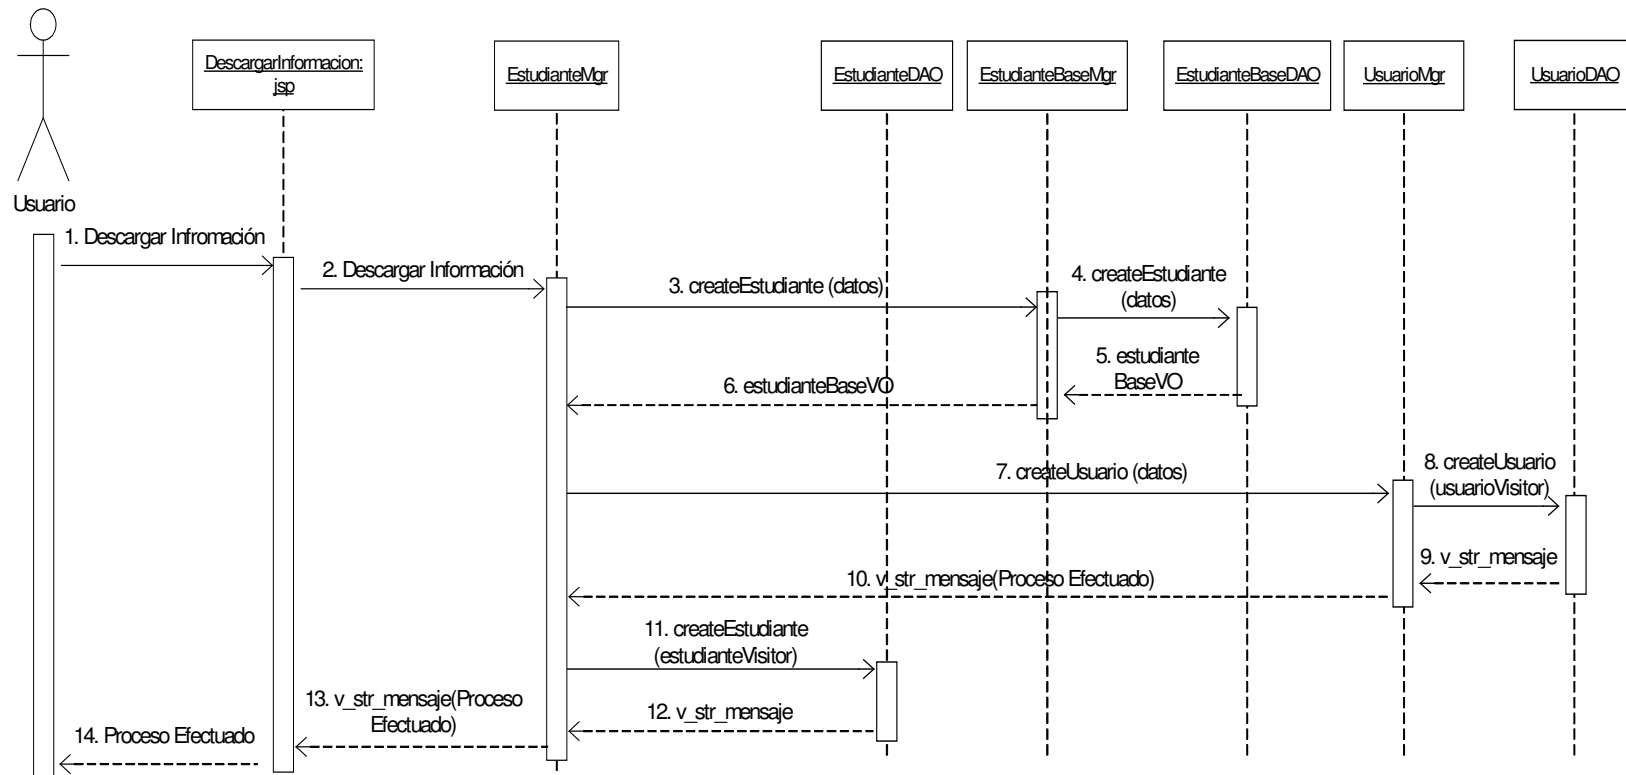 DescargarInformacion:
jsp
EstudianteMgr
EstudianteDAO
EstudianteBaseMgr
EstudianteBaseDAO
UsuarioMgr
UsuarioDAO
Usuario
1. Descargar Infromación
2. Descargar Información
3. createEstudiante (datos)
4. createEstudiante
(datos)
5. estudiante
BaseVO
6. estudianteBaseVO
7. createUsuario (datos)
8. createUsuario
(usuarioVisitor)
9. v_str_mensaje
10. v_str_mensaje(Proceso Efectuado)
11. createEstudiante
(estudianteVisitor)
12. v_str_mensaje
13. v_str_mensaje(Proceso
Efectuado)
14. Proceso Efectuado